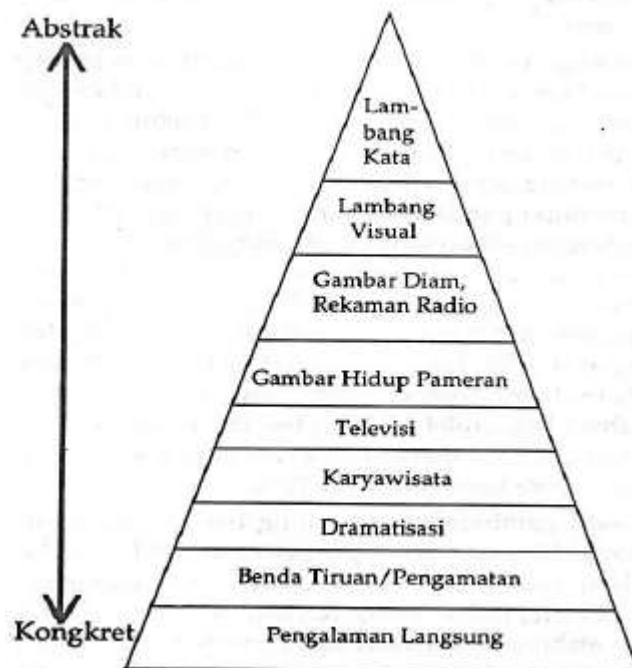 Abstrak
Lam-
bang
Kata
Lambang
Visual
Gambar Diam,
Rekaman Radio
Gambar Hidup Pameran
Televisi
Karyawisata
Dramatisasi
Benda Tiruan/Pengamatan
Kongkret
Pengalaman Langsung